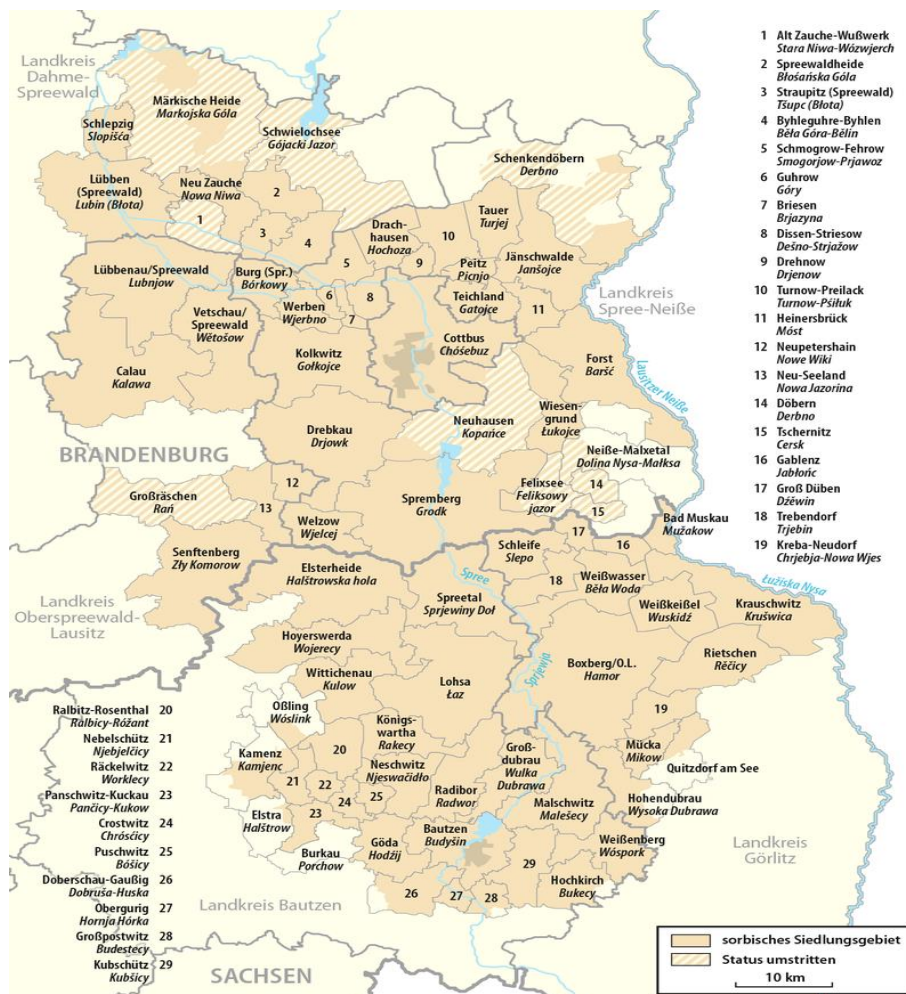 Landkreis
Dahme-
Spreewald
Märkische Heide
Markojska Góla
Schlepzig
Slopišća
Schwielochsee
Gójacki Jazor
Schenkendöbern
Derbno
Lübben
(Spreewald)
Lubin (Błota)
Neu Zauche
Nowa Niwa
1
2
3
4
5
Drach-
hausen
Hochoza
9
10
Tauer
Turjej
Peitz
Picnjo
Jänschwalde
Janšojce
Lübbenau/Spreewald
Lubnjow
Burg (Spr.)
Bórkowy
6
7
8
Teichland
Gatojce
11
Landkreis
Spree-Neiße
Vetschau/
Spreewald
Wětošow
Werben
Wjerbno
Cottbus
Chóśebuz
Kolkwitz
Gołkojce
Forst
Baršć
Lausitzer Neiße
Calau
Kalawa
Neuhausen
Kopańce
Wiesen-
grund
Łukojce
Drebkau
Drjowk
Neiße-Malxetal
Dolina Nysa-Małksa
BRANDENBURG
12
13
14
15
Felixsee
Feliksowy
jazor
Großräschen
Rań
Spremberg
Grodk
Welzow
Wjelcej
Bad Muskau
Mužakow
Senftenberg
Zły Komorow
Schleife
Slepo
17
16
18
Elsterheide
Halštrowska hola
Spree
Weißwasser
Běła Woda
Łužiska Nysa
Spreetal
Sprjewiny Doł
Weißkeißel
Wuskidź
Krauschwitz
Krušwica
Landkreis
Oberspreewald-
Lausitz
Hoyerswerda
Wojerecy
Sprjewja
Boxberg/O.L.
Hamor
Rietschen
Rěčicy
Wittichenau
Kulow
Lohsa
Łaz
19
Oßling
Wóslink
Königs-
wartha
Rakecy
Mücka
Mikow
Kamenz
Kamjenc
20
Neschwitz
Njeswačidło
Groß-
dubrau
Wulka
Dubrawa
Quitzdorf am See
21
22
24
25
23
Radibor
Radwor
Malschwitz
Malešecy
Hohendubrau
Wysoka Dubrawa
Elstra
Halštrow
Burkau
Porchow
Göda
Hodźij
Bautzen
Budyšin
Weißenberg
Wóspork
Landkreis
Görlitz
29
Hochkirch
Bukecy
26
27
28
Landkreis Bautzen
SACHSEN
1 Alt Zauche-Wußwerk
Stara Niwa-Wózwjerch
2 Spreewaldheide
Błośańska Góla
3 Straupitz (Spreewald)
Tšupc (Błota)
4 Byhleguhre-Byhlen
Běła Góra-Bělin
5 Schmogrow-Fehrow
Smogorjow-Prjawoz
6 Guhrow
Góry
7 Briesen
Brjazyna
8 Dissen-Striesow
Dešno-Strjažow
9 Drehnow
Drjenow
10 Turnow-Preilack
Turnow-Pśiłuk
11 Heinersbrück
Móst
12 Neupetershain
Nowe Wiki
13 Neu-Seeland
Nowa Jazorina
14 Döbern
Derbno
15 Tschernitz
Cersk
16 Gablenz
Jabłońc
17 Groß Düben
Dźěwin
18 Trebendorf
Trjebin
19 Kreba-Neudorf
Chrjebja-Nowa Wjes
Ralbitz-Rosenthal 20
Ralbicy-Róžant
Nebelschütz 21
Njebjelčicy
Räckelwitz 22
Worklecy
Panschwitz-Kuckau 23
Pančicy-Kukow
Crostwitz 24
Chrósćicy
Puschwitz 25
Bóšicy
Doberschau-Gaußig 26
Dobruša-Huska
Obergurig 27
Hornja Hórka
Großpostwitz 28
Budestecy
Kubschütz 29
Kubšicy
sorbisches Siedlungsgebiet
Status umstritten
10 km